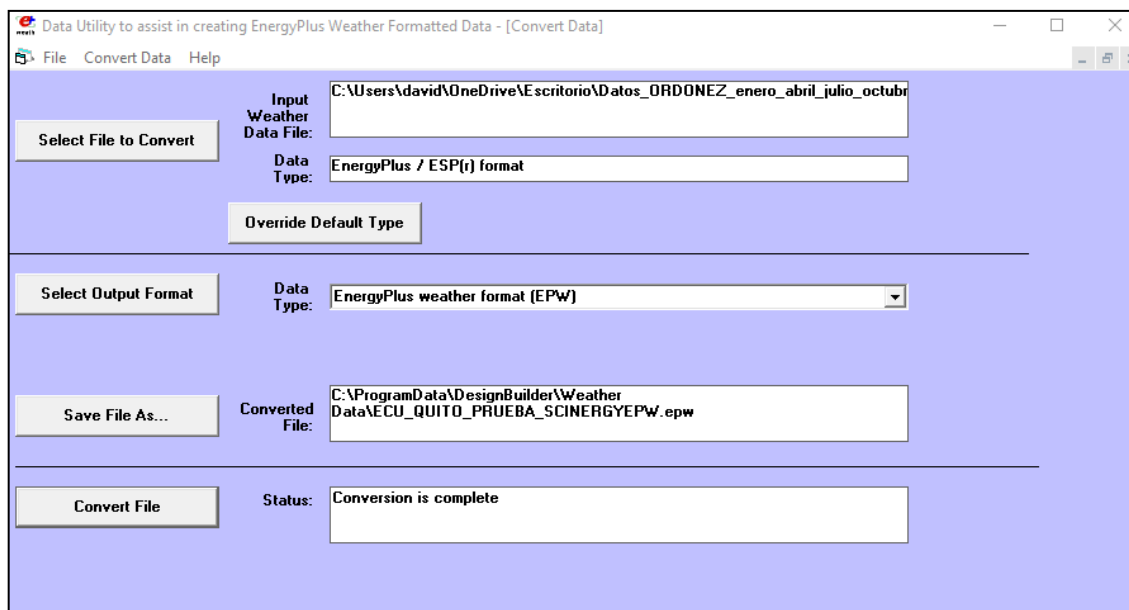 Data Utility to assist in creating EnergyPlus Weather Formatted Data - [Convert Data]
File Convert Data Help
Select File to Convert
Input
Weather
Data File:
C:\Users\david\OneDrive\Escritorio\Datos_ORDONEZ_enero_abril_julio_octubr
Data
Type:
EnergyPlus / ESP(r) format
Override Default Type
Select Output Format
Data
Type:
EnergyPlus weather format (EPW)
Save File As...
Converted
File:
C:\ProgramData\DesignBuilder\Weather
Data\ECU_QUITO_PRUEBA_SCINERGYEPW.epw
Convert File
Status:
Conversion is complete